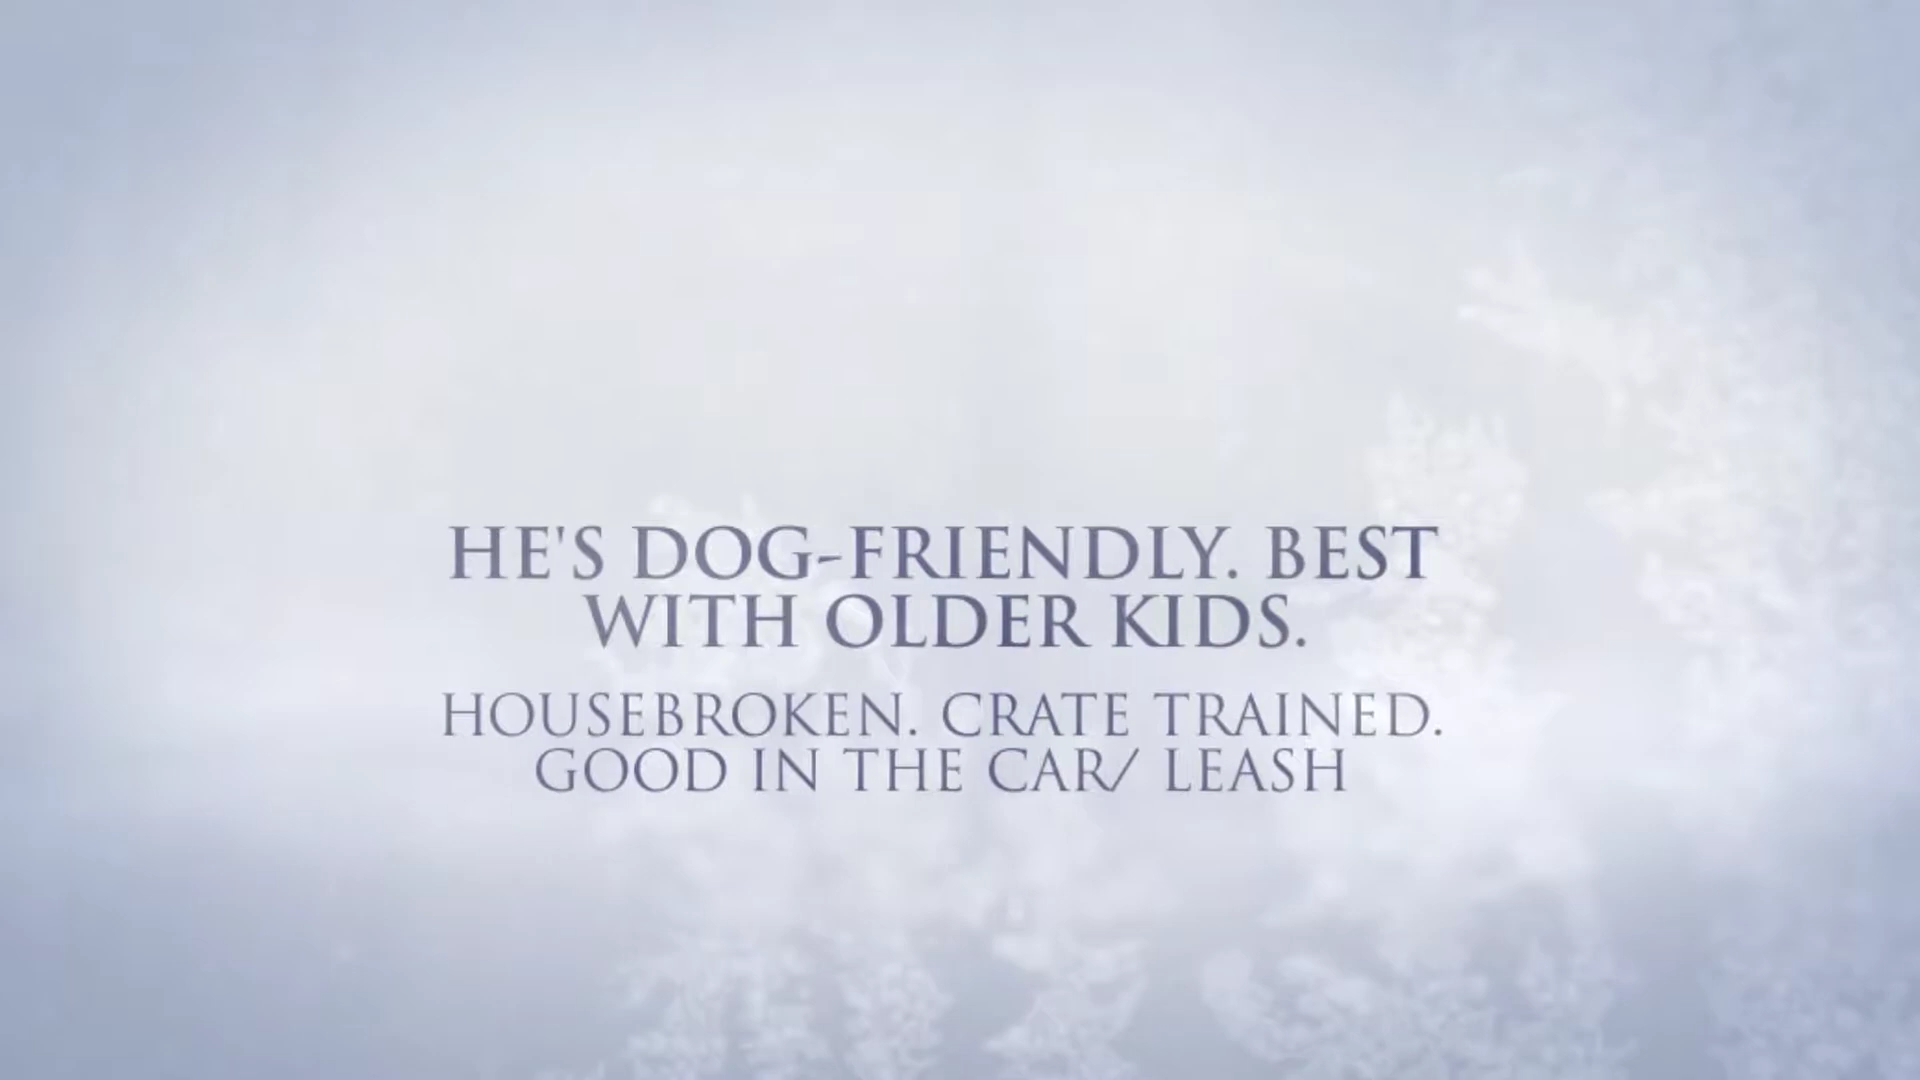 HE'S DOG-FRIENDLY. BEST
WITH OLDER KIDS.
HOUSEBROKEN. CRATE TRAINED.
GOOD IN THE CAR/ LEASH